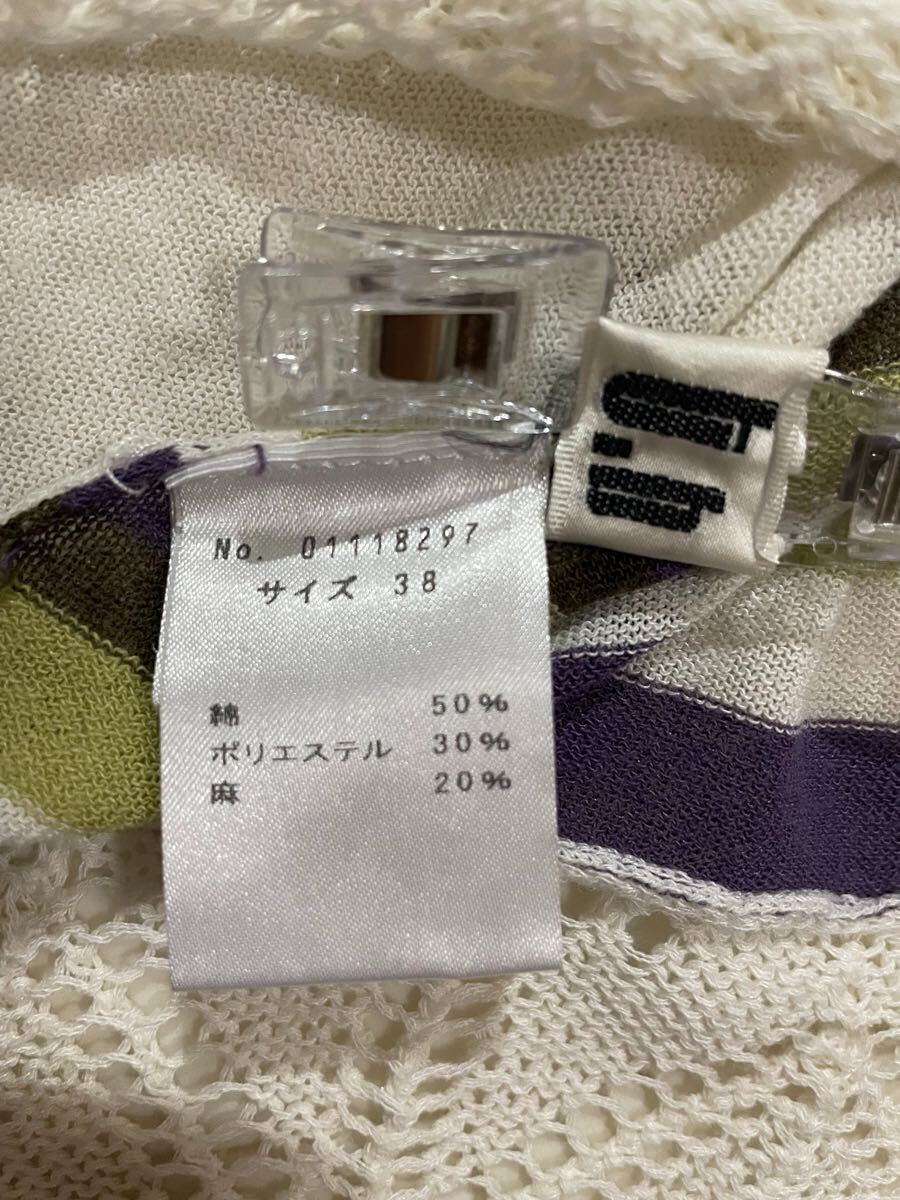 No. 01118297
サイズ 38
綿 50%
ポリエステル 30%
麻 20%